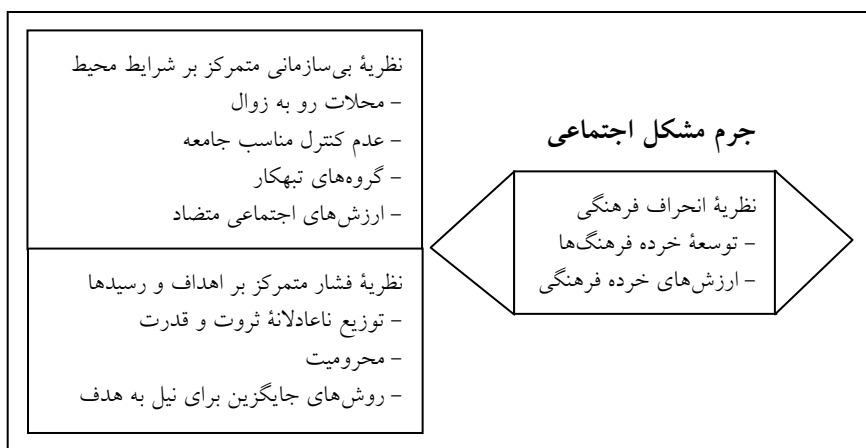 جرم مشکل اجتماعی
نظریهٔ انحراف فرهنگی
– توسعهٔ خرده فرهنگ‌ها
– ارزش‌های خرده فرهنگی
نظریهٔ بی‌سازمانی متمرکز بر شرایط محیط
– محلات رو به زوال
– عدم کنترل مناسب جامعه
– گروه‌های تبهکار
– ارزش‌های اجتماعی متضاد
نظریهٔ فشار متمرکز بر اهداف و رسیدها
– توزیع ناعادلانهٔ ثروت و قدرت
– محرومیت
– روش‌های جایگزین برای نیل به هدف